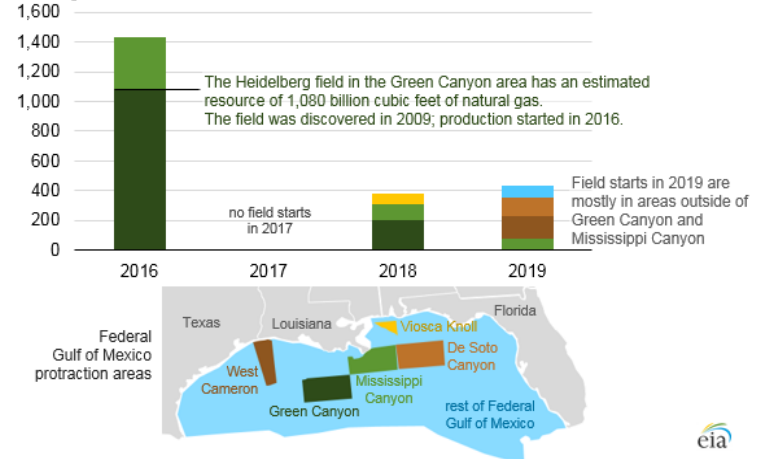 1,600
1,400
1,200
1,000
800
600
400
200
0
The Heidelberg field in the Green Canyon area has an estimated
resource of 1,080 billion cubic feet of natural gas.
The field was discovered in 2009; production started in 2016.
no field starts
in 2017
Field starts in 2019 are
mostly in areas outside of
Green Canyon and
Mississippi Canyon
2016 2017 2018 2019
Federal
Gulf of Mexico
protraction areas
Texas
Louisiana
Florida
Viosca Knoll
De Soto
Canyon
West
Cameron
Mississippi
Canyon
Green Canyon
rest of Federal
Gulf of Mexico
eia